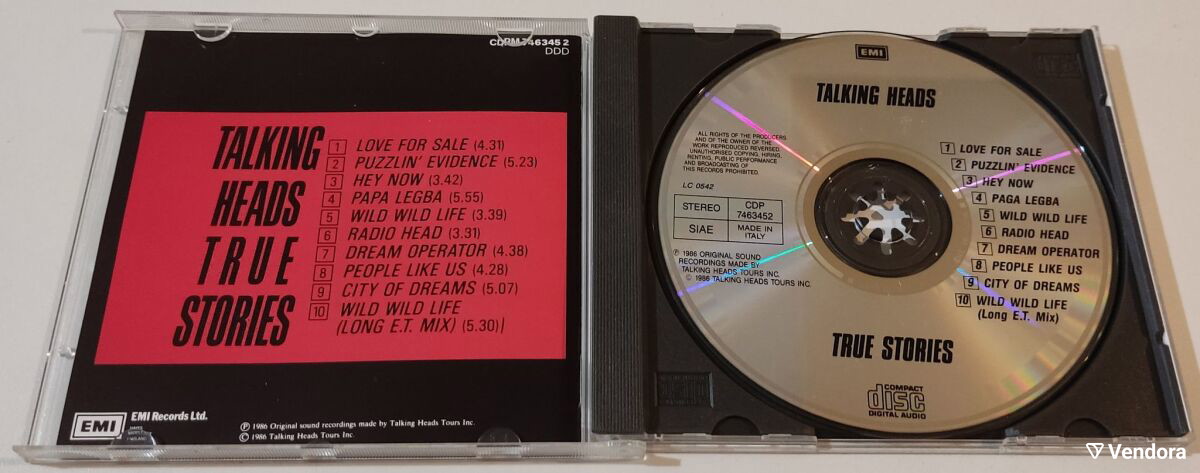 CDPM 746345 2
DDD
TALKING
HEADS
TRUE
STORIES
1 LOVE FOR SALE (4.31)
2 PUZZLIN' EVIDENCE (5.23)
3 HEY NOW (3.42)
4 PAPA LEGBA (5.55)
5 WILD WILD LIFE (3.39)
6 RADIO HEAD (3.31)
7 DREAM OPERATOR (4.38)
8 PEOPLE LIKE US (4.28)
9 CITY OF DREAMS (5.07)
10 WILD WILD LIFE
(LONG E.T. MIX) (5.30)
EMI
EMI Records Ltd.
HAYES
ENGLAND
℗ 1986 Original sound recordings made by Talking Heads Tours Inc.
© 1986 Talking Heads Tours Inc.
EMI
TALKING HEADS
ALL RIGHTS OF THE PRODUCERS
AND OF THE OWNER OF THE
WORK REPRODUCED REVERSED.
UNAUTHORISED COPYING, HIRING,
RENTING, PUBLIC PERFORMANCE
AND BROADCASTING OF
THIS RECORDS PROHIBITED.
LC 0542
STEREO
CDP
7463452
SIAE
MADE IN
ITALY
℗ 1986 ORIGINAL SOUND
RECORDINGS MADE BY
TALKING HEADS TOURS INC.
© 1986 TALKING HEADS TOURS INC.
1 LOVE FOR SALE
2 PUZZLIN' EVIDENCE
3 HEY NOW
4 PAGA LEGBA
5 WILD WILD LIFE
6 RADIO HEAD
7 DREAM OPERATOR
8 PEOPLE LIKE US
9 CITY OF DREAMS
10 WILD WILD LIFE
(LONG E.T. MIX)
TRUE STORIES
COMPACT
disc
DIGITAL AUDIO
Vendora